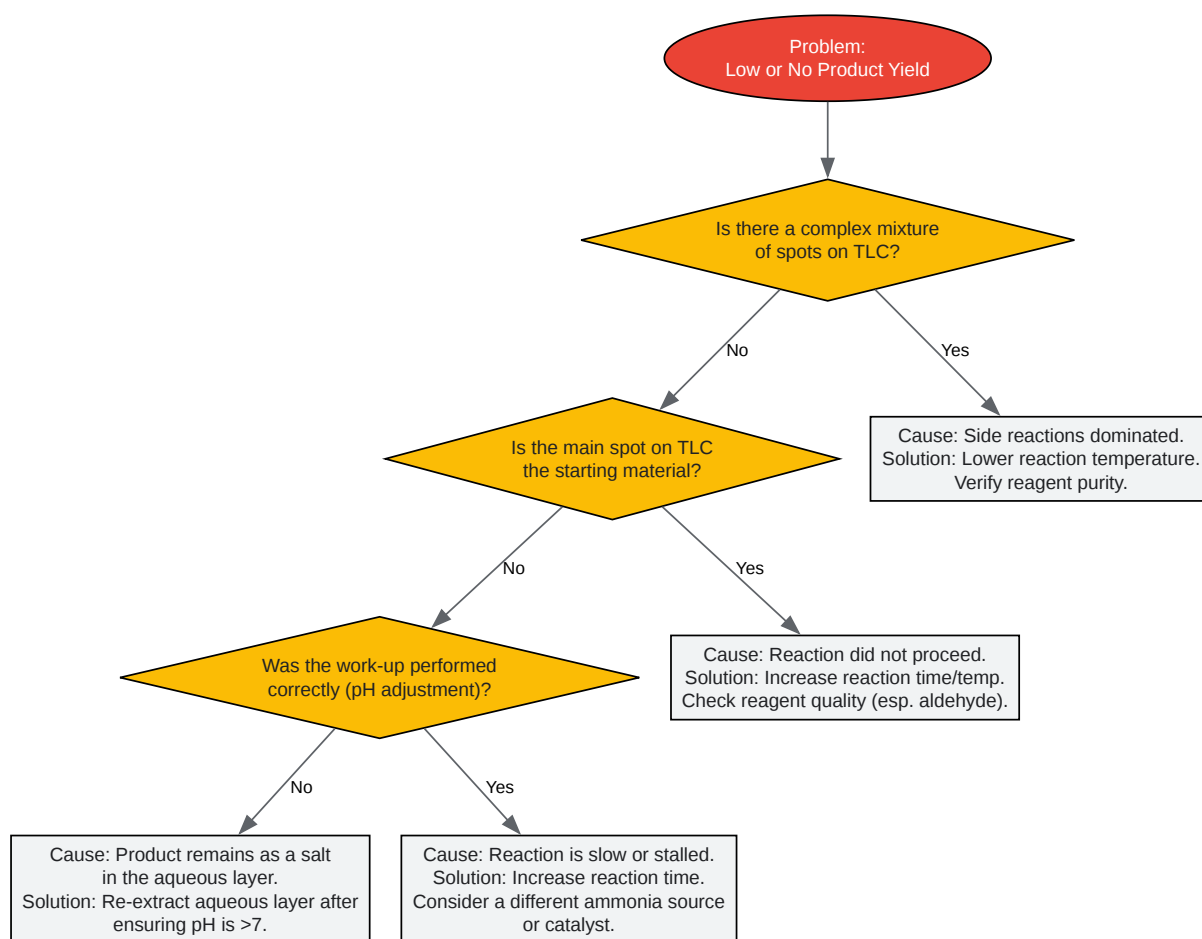 Problem:
Low or No Product Yield
Is there a complex mixture
of spots on TLC?
No
Yes
Is the main spot on TLC
the starting material?
Cause: Side reactions dominated.
Solution: Lower reaction temperature.
Verify reagent purity.
No
Yes
Was the work-up performed
correctly (pH adjustment)?
Cause: Reaction did not proceed.
Solution: Increase reaction time/temp.
Check reagent quality (esp. aldehyde).
No
Yes
Cause: Product remains as a salt
in the aqueous layer.
Solution: Re-extract aqueous layer after
ensuring pH is >7.
Cause: Reaction is slow or stalled.
Solution: Increase reaction time.
Consider a different ammonia source
or catalyst.